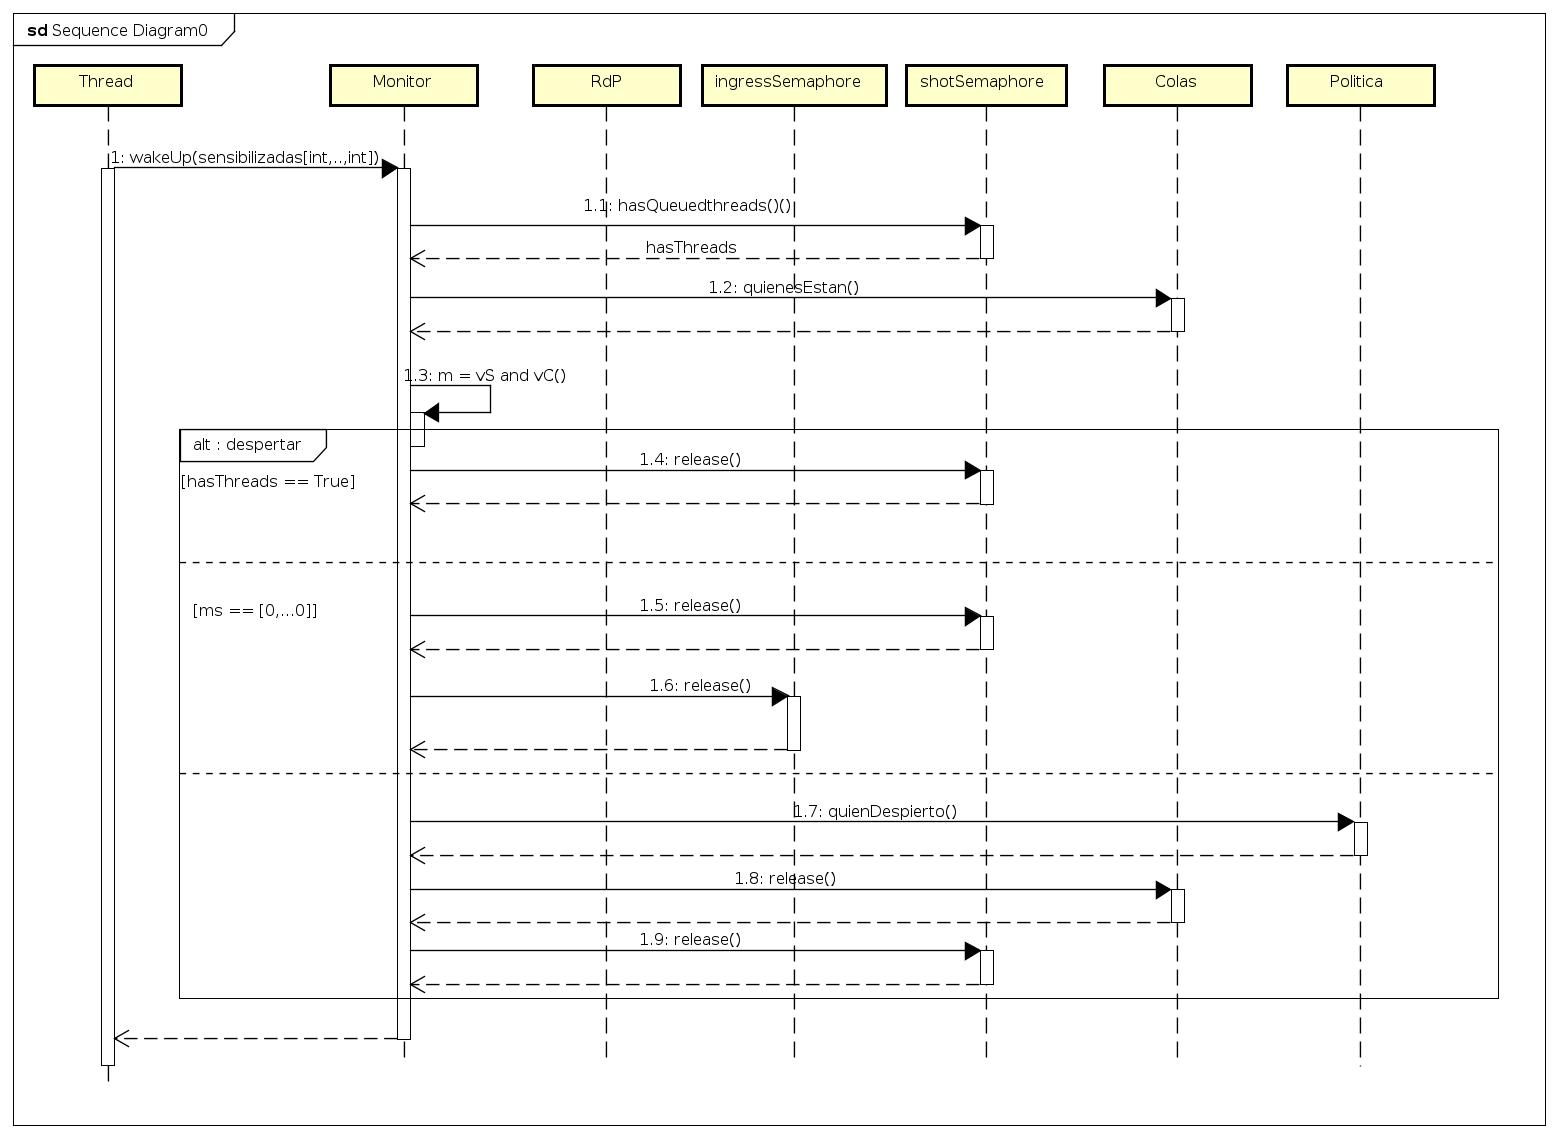 sd Sequence Diagram0
Thread
Monitor
RdP
ingressSemaphore
shotSemaphore
Colas
Politica
1: wakeUp(sensibilizadas[int,..,int])
1.1: hasQueuedthreads()()
hasThreads
1.2: quienesEstan()
1.3: m = vS and vC()
alt : despertar
1.4: release()
[hasThreads == True]
1.5: release()
[ms == [0,...0]]
1.6: release()
1.7: quienDespierto()
1.8: release()
1.9: release()